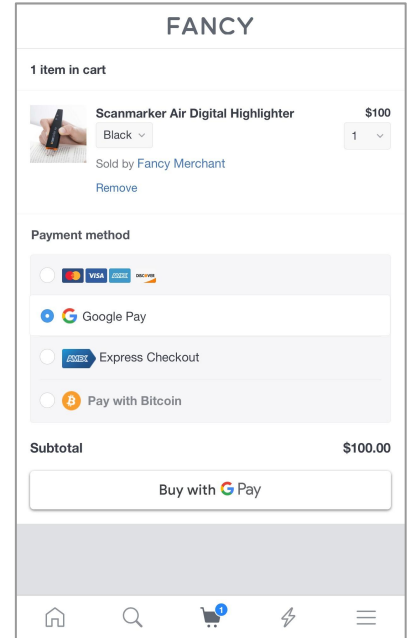 FANCY
1 item in cart
Scanmarker Air Digital Highlighter $100
Black 1
Sold by Fancy Merchant
Remove
Payment method
VISA AMEX DISCOVER
Google Pay
AMEX Express Checkout
Pay with Bitcoin
Subtotal $100.00
Buy with G Pay
1